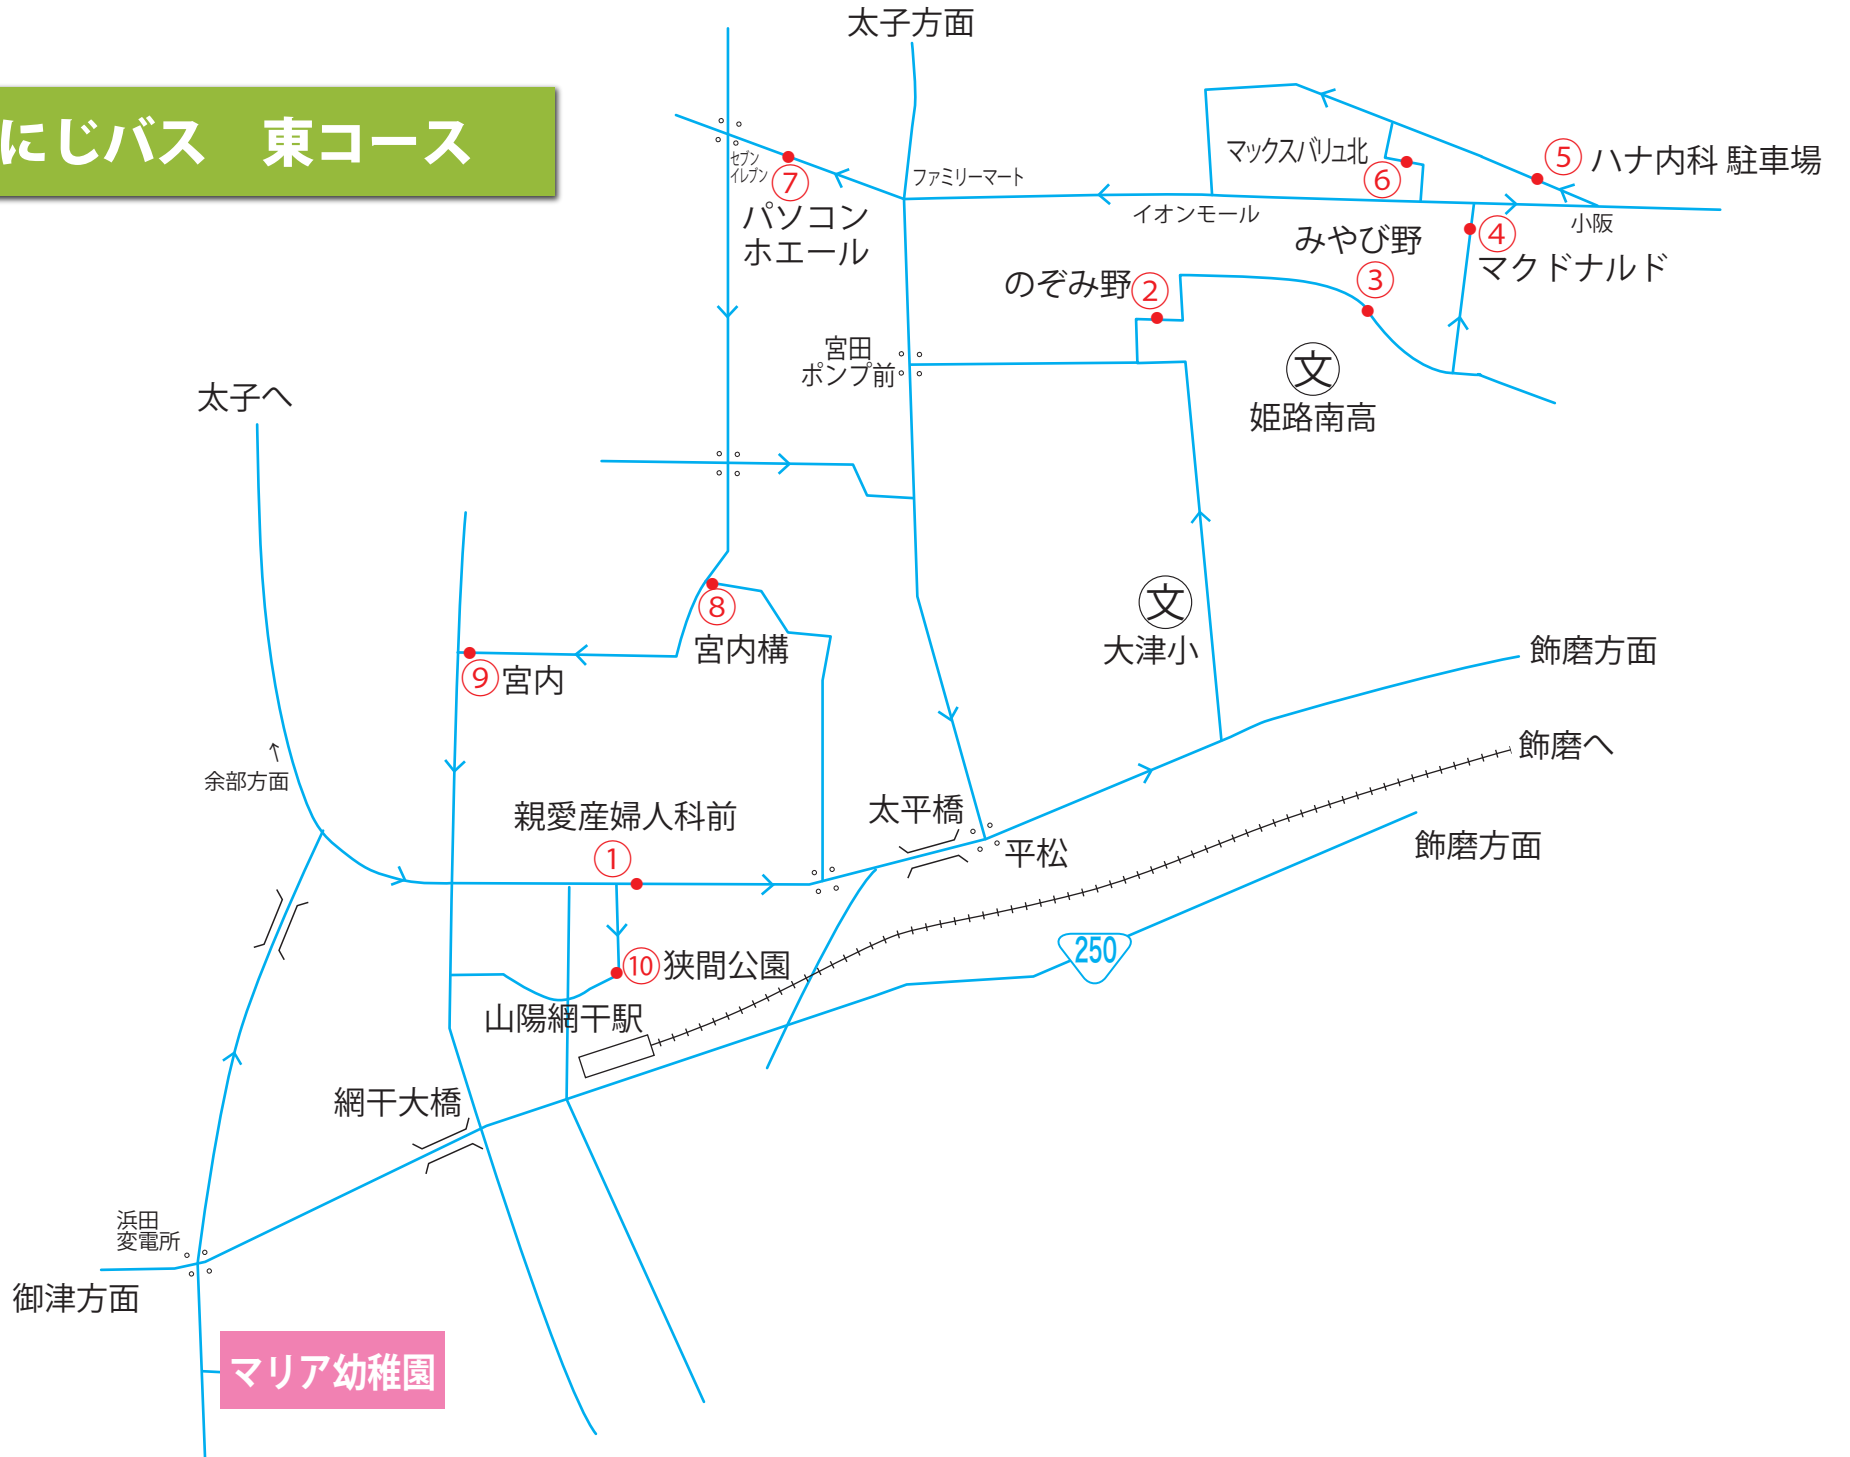 太子方面
にじバス　東コース
マックスバリュ北
⑤ ハナ内科 駐車場
⑥
セブン
イレブン
⑦
ファミリーマート
パソコン
ホエール
イオンモール
小阪
④
マクドナルド
みやび野
③
のぞみ野
②
宮田
ポンプ前
文
姫路南高
太子へ
⑧
宮内構
文
大津小
⑨ 宮内
飾磨方面
飾磨へ
↑
余部方面
親愛産婦人科前
①
太平橋
平松
飾磨方面
250
⑩ 狭間公園
山陽網干駅
網干大橋
浜田
変電所
御津方面
マリア幼稚園